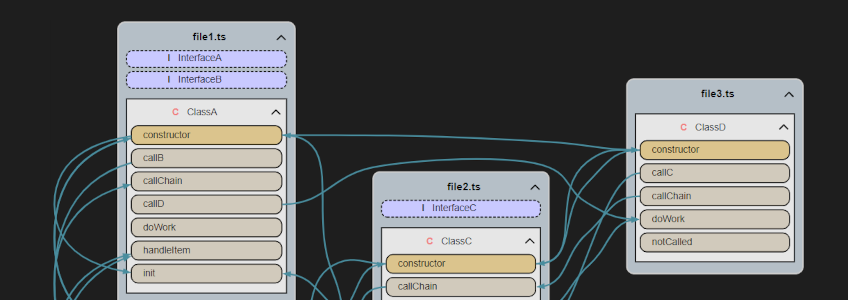 file1.ts
I InterfaceA
I InterfaceB
C ClassA
constructor
callB
callChain
callD
doWork
handleItem
init
file2.ts
I InterfaceC
C ClassC
constructor
callChain
file3.ts
C ClassD
constructor
callC
callChain
doWork
notCalled